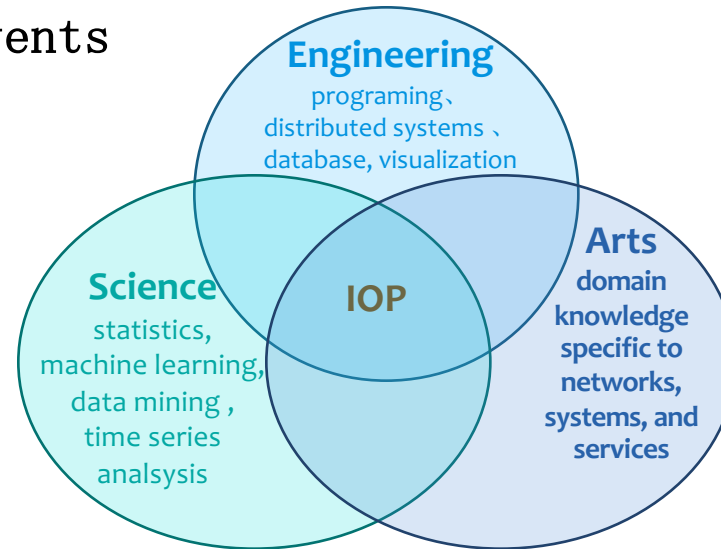 Engineering
programing、
distributed systems 、
database, visualization
Science
statistics,
machine learning,
data mining ,
time series
analsysis
IOP
Arts
domain
knowledge
specific to
networks,
systems, and
services